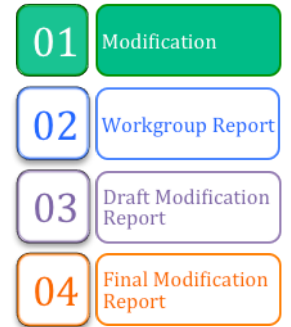 01 Modification
02 Workgroup Report
03 Draft Modification
Report
04 Final Modification
Report